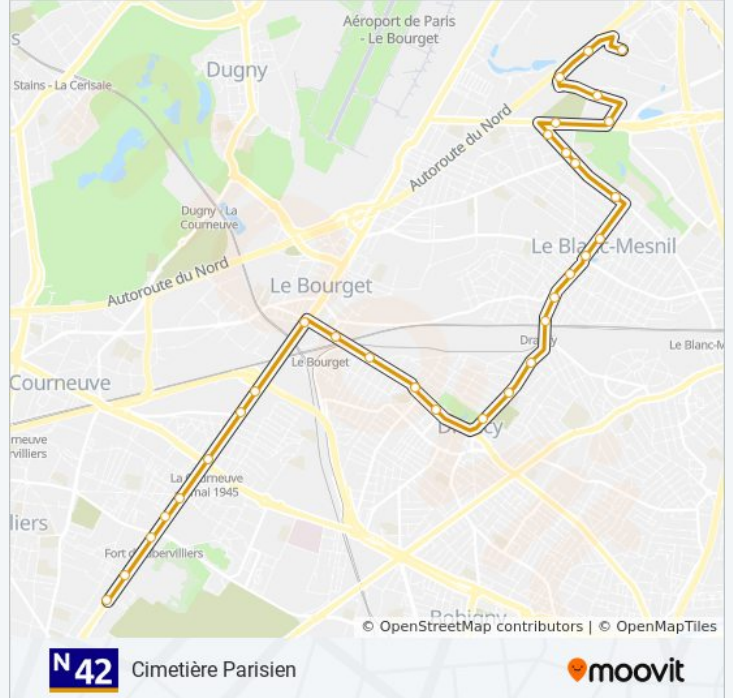 Aéroport de Paris
- Le Bourget
s
Dugny
Stains - La Cerisaie
Autoroute du Nord
Dugny - La
Courneuve
Le Blanc-Mesnil
Autoroute du Nord
Le Bourget
Drancy
Le Blanc-M
Le Bourget
Courneuve
Drancy
neuve
rvilliers
La Courneuve
mai 1945
liers
Fort d'Aubervilliers
Bobigny
© OpenStreetMap contributors | © OpenMapTiles
N42 Cimetière Parisien
moovit